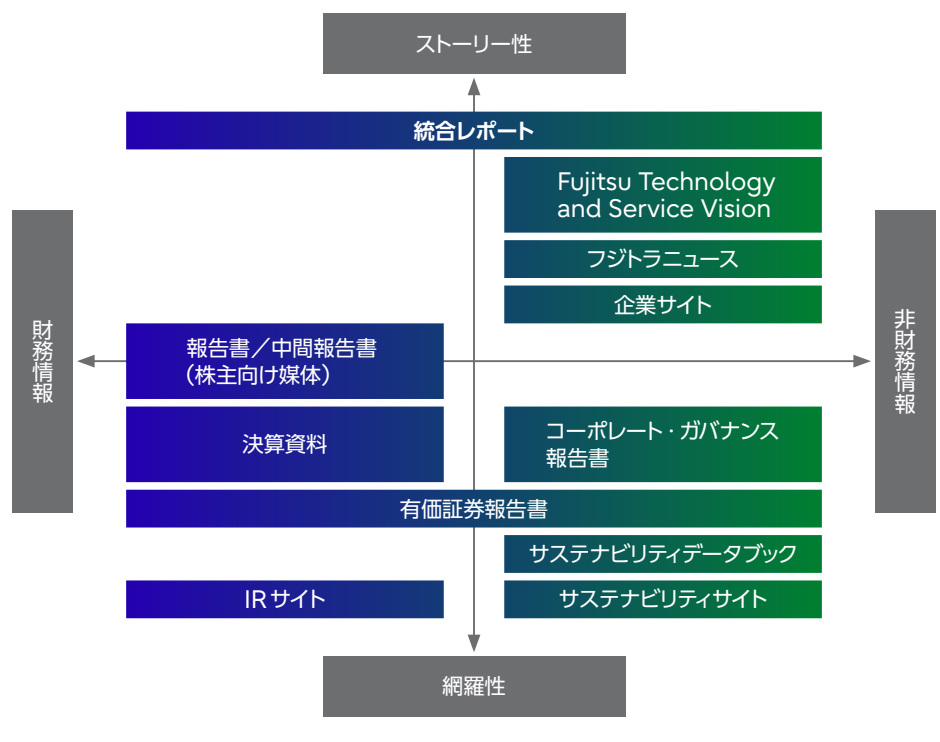 ストーリー性
統合レポート
Fujitsu Technology
and Service Vision
フジトラニュース
企業サイト
財務情報
非財務情報
報告書／中間報告書
(株主向け媒体)
決算資料
コーポレート・ガバナンス
報告書
有価証券報告書
サステナビリティデータブック
IRサイト
サステナビリティサイト
網羅性